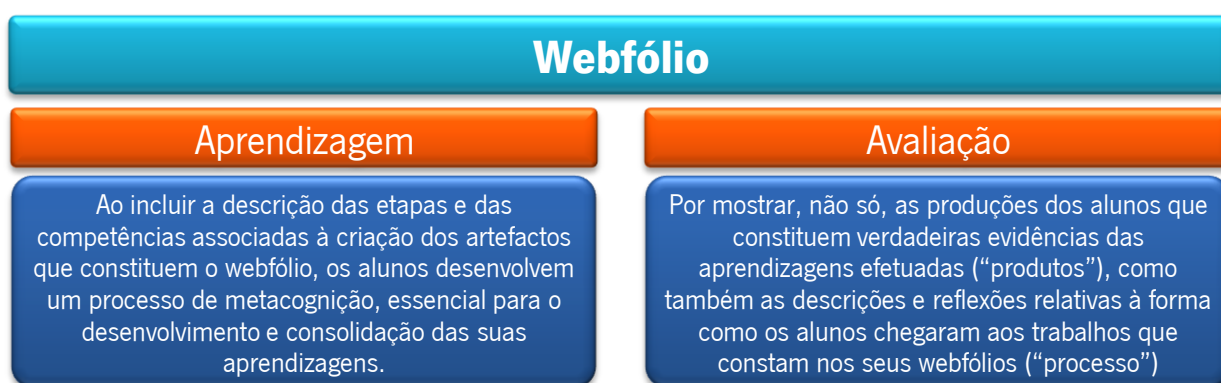 Webfólio
Aprendizagem
Ao incluir a descrição das etapas e das
competências associadas à criação dos artefactos
que constituem o webfólio, os alunos desenvolvem
um processo de metacognição, essencial para o
desenvolvimento e consolidação das suas
aprendizagens.
Avaliação
Por mostrar, não só, as produções dos alunos que
constituem verdadeiras evidências das
aprendizagens efetuadas (“produtos”), como
também as descrições e reflexões relativas à forma
como os alunos chegaram aos trabalhos que
constam nos seus webfólios (“processo”)